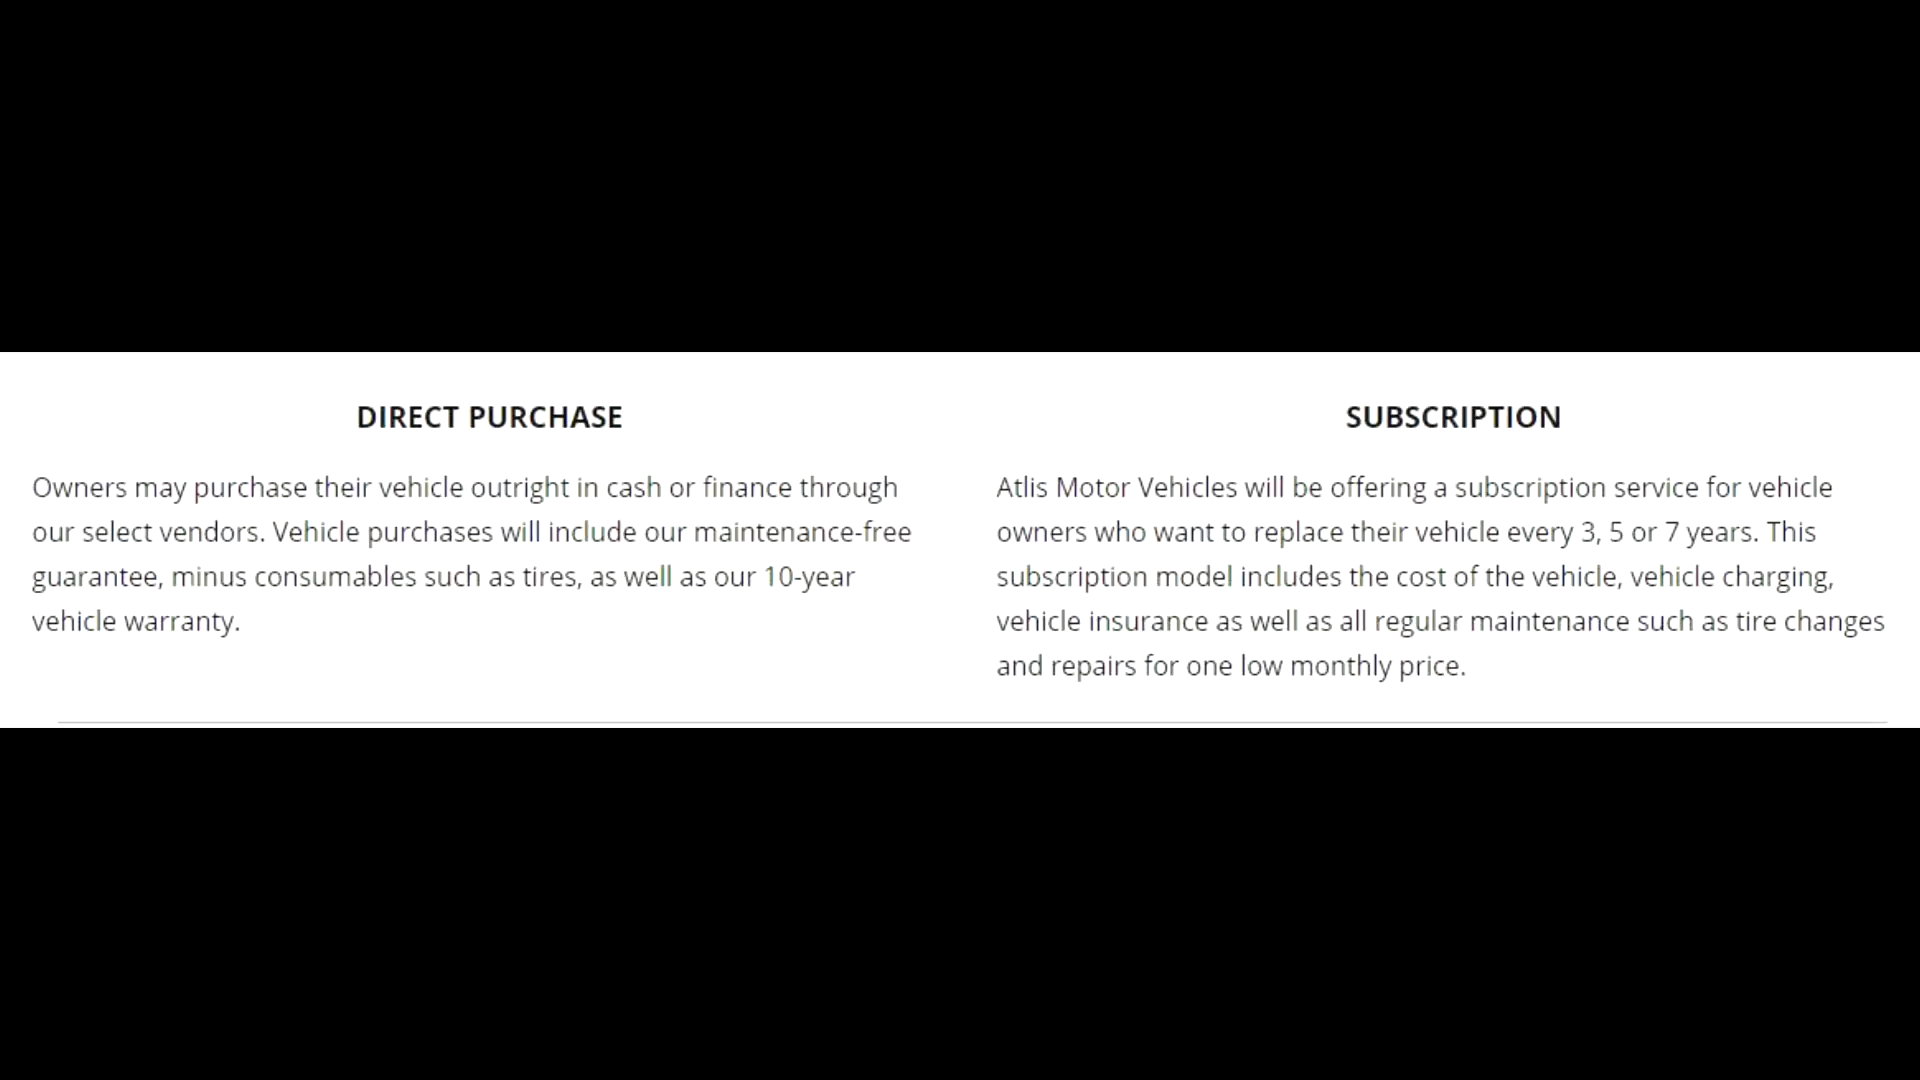 DIRECT PURCHASE
Owners may purchase their vehicle outright in cash or finance through
our select vendors. Vehicle purchases will include our maintenance-free
guarantee, minus consumables such as tires, as well as our 10-year
vehicle warranty.
SUBSCRIPTION
Atlis Motor Vehicles will be offering a subscription service for vehicle
owners who want to replace their vehicle every 3, 5 or 7 years. This
subscription model includes the cost of the vehicle, vehicle charging,
vehicle insurance as well as all regular maintenance such as tire changes
and repairs for one low monthly price.